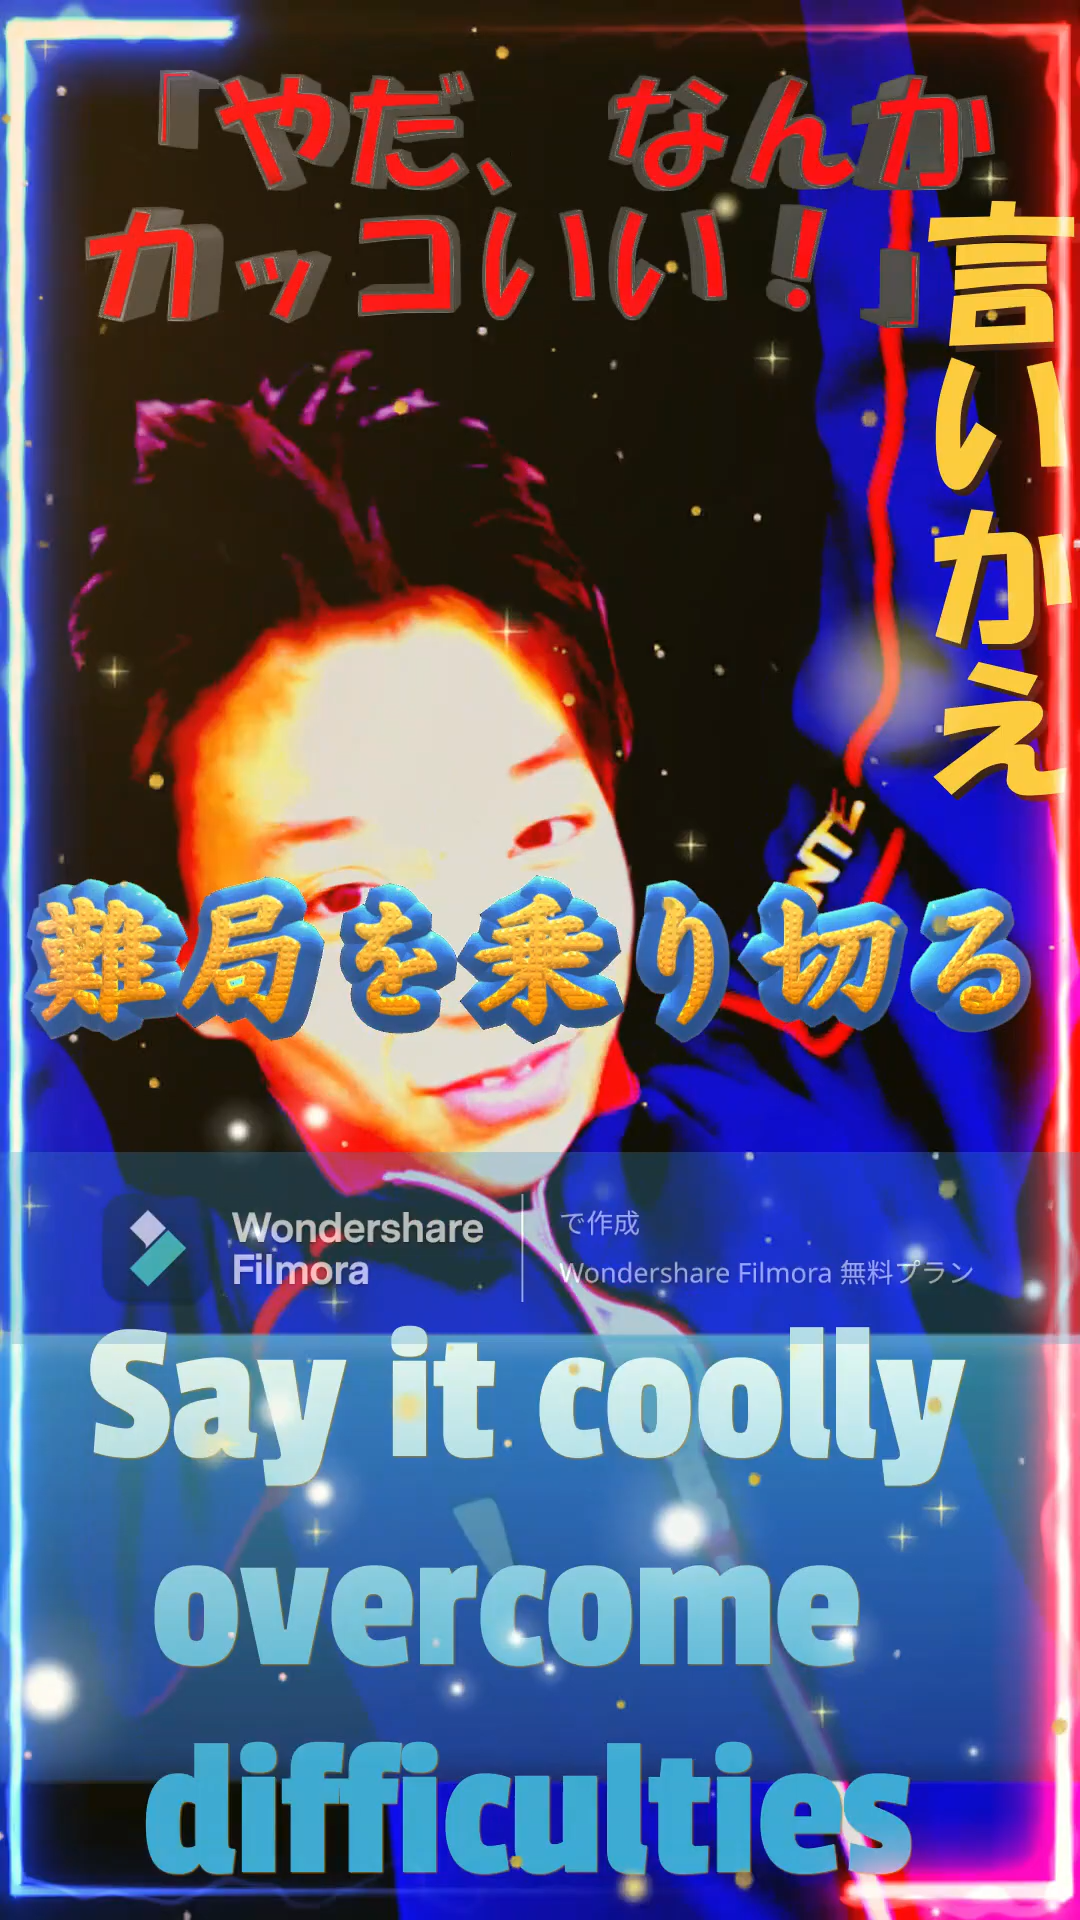 「やだ、なんか
カッコいい!」
言いかえ
難局を乗り切る
Wondershare
Filmora
で作成
Wondershare Filmora 無料プラン
Say it coolly
overcome
difficulties